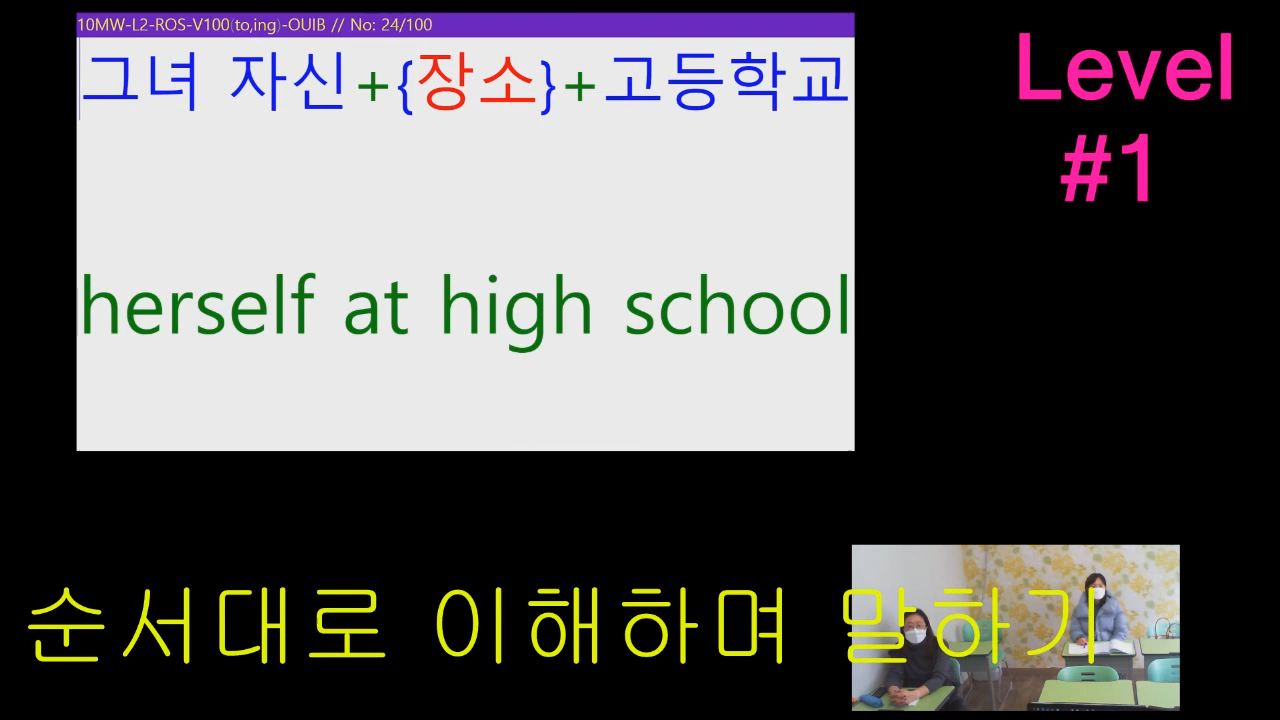 10MW-L2-ROS-V100(to,ing)-OUIB // No: 24/100
그녀 자신+{장소}+고등학교
herself at high school
Level
#1
순서대로 이해하며 말하기